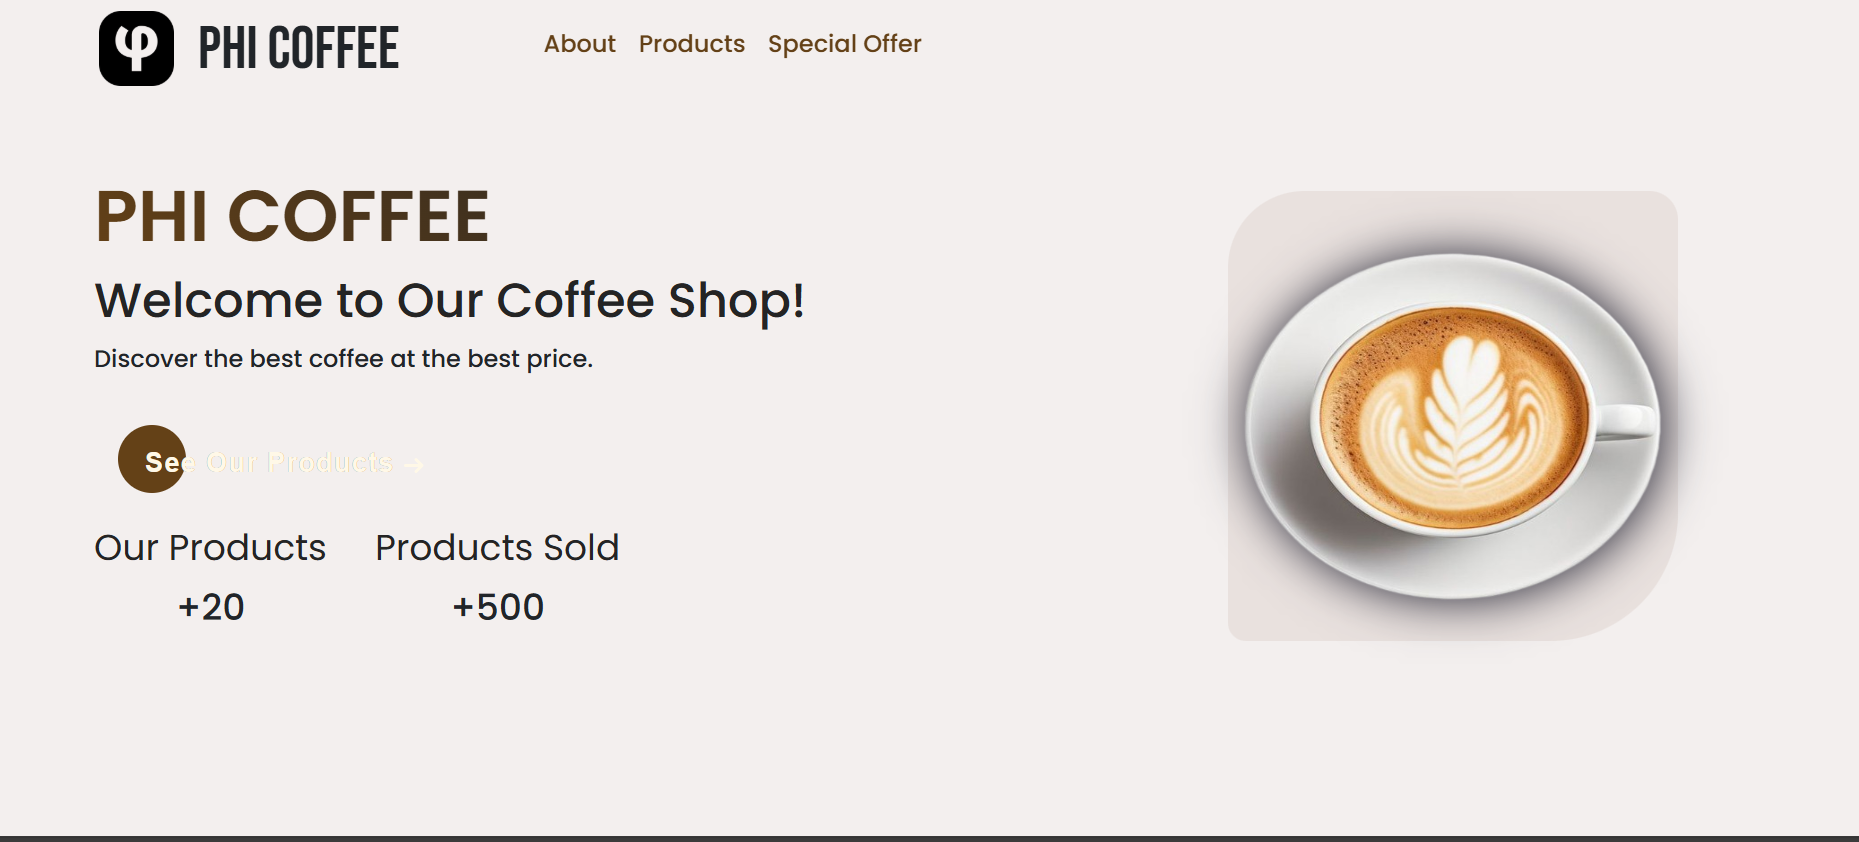 φ PHI COFFEE
About Products Special Offer
PHI COFFEE
Welcome to Our Coffee Shop!
Discover the best coffee at the best price.
See Our Products →
Our Products Products Sold
+20 +500